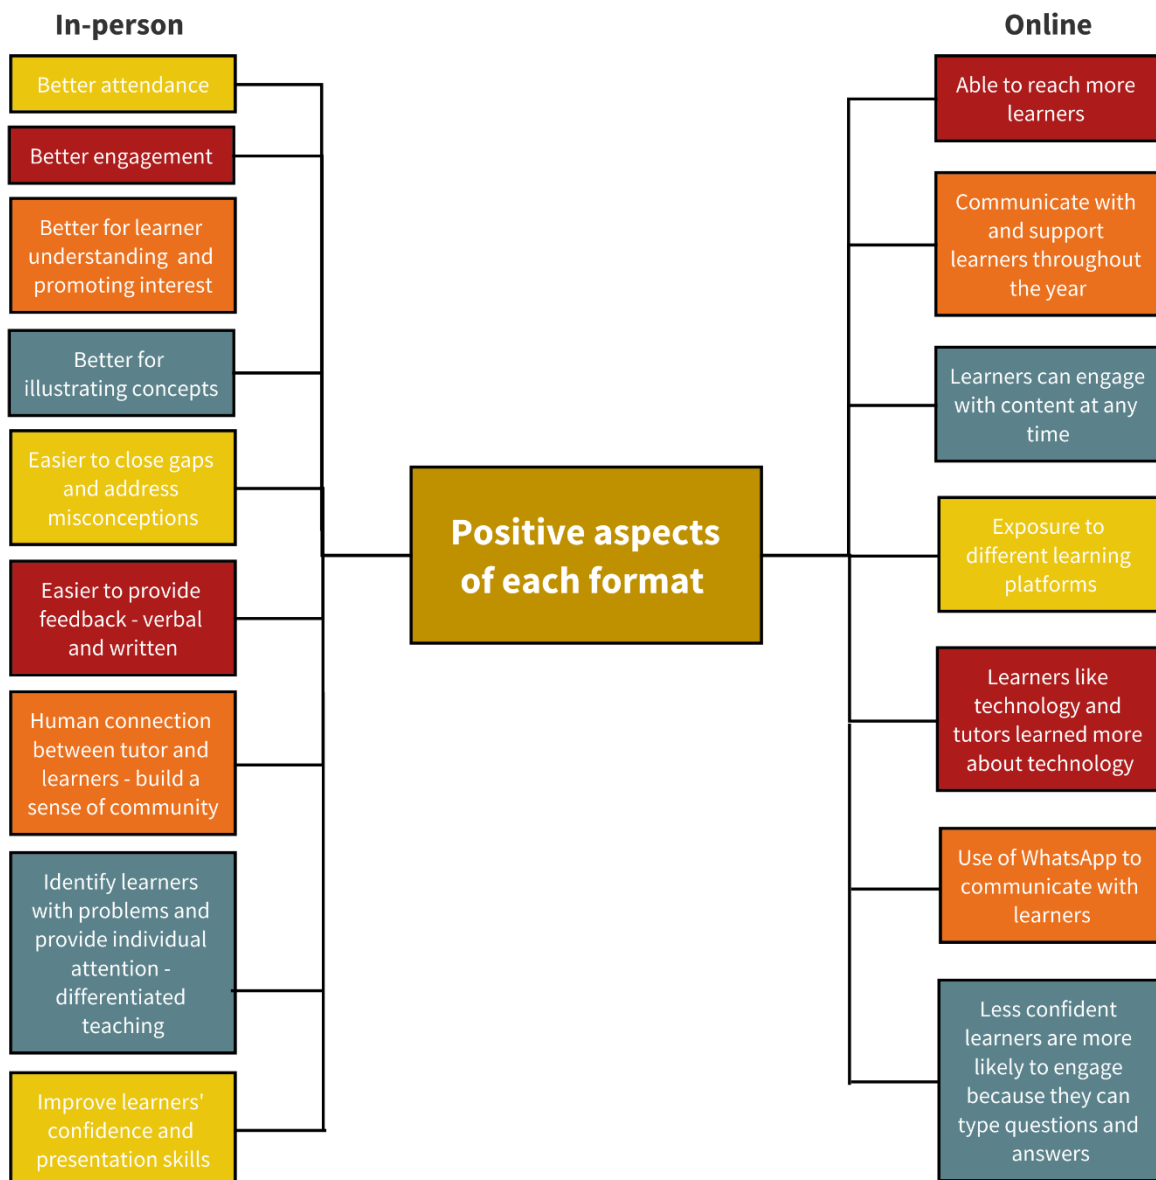 In-person
Better attendance
Better engagement
Better for learner
understanding and
promoting interest
Better for
illustrating concepts
Easier to close gaps
and address
misconceptions
Easier to provide
feedback - verbal
and written
Human connection
between tutor and
learners - build a
sense of community
Identify learners
with problems and
provide individual
attention -
differentiated
teaching
Improve learners'
confidence and
presentation skills
Positive aspects
of each format
Online
Able to reach more
learners
Communicate with
and support
learners throughout
the year
Learners can engage
with content at any
time
Exposure to
different learning
platforms
Learners like
technology and
tutors learned more
about technology
Use of WhatsApp to
communicate with
learners
Less confident
learners are more
likely to engage
because they can
type questions and
answers